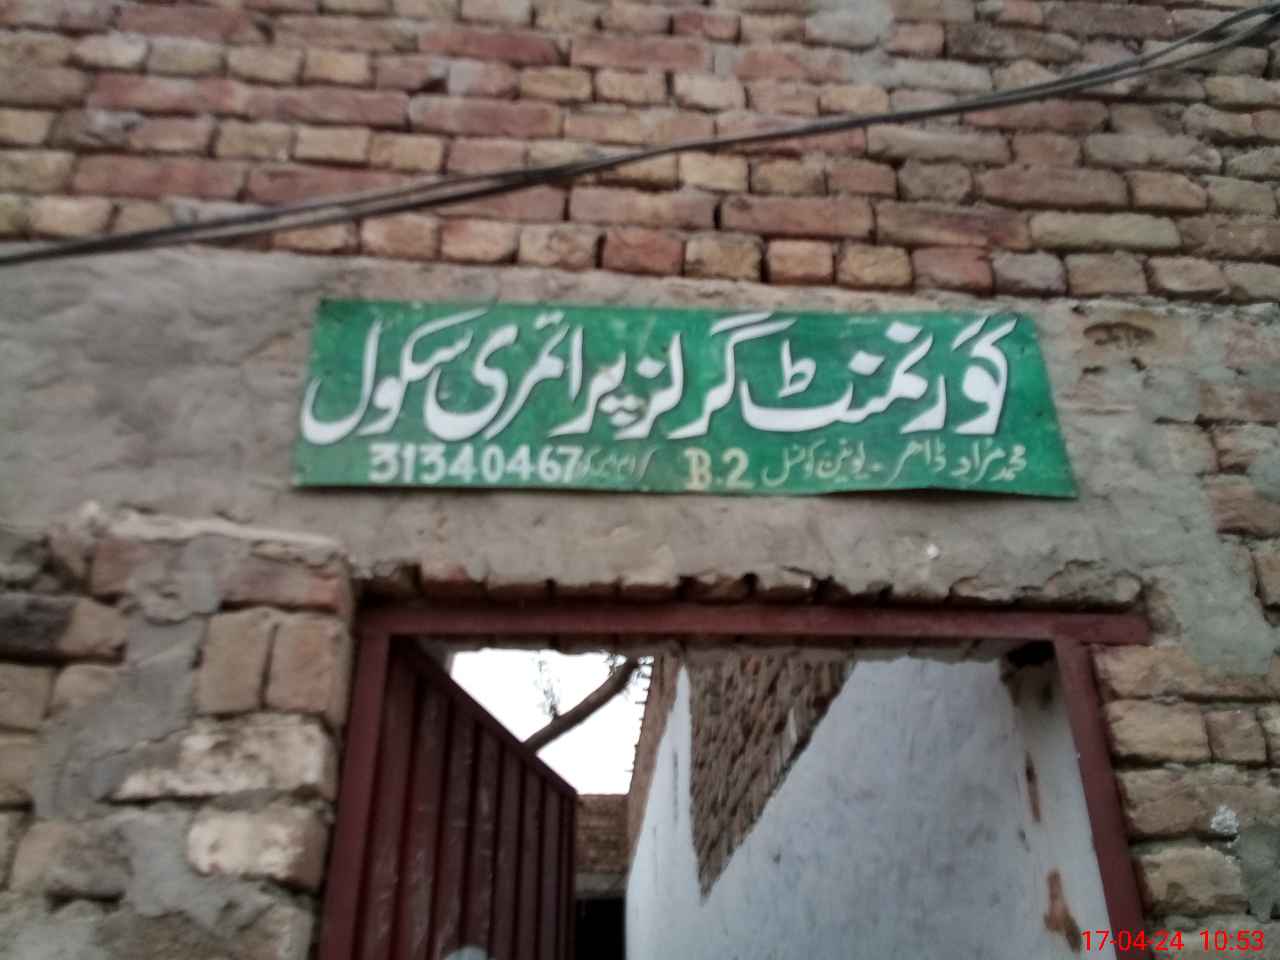 گورنمنٹ گرلز پرائمری سکول
محمد مراد ڈاھر - یونین کونسل B.2 31340467
17-04-24 10:53